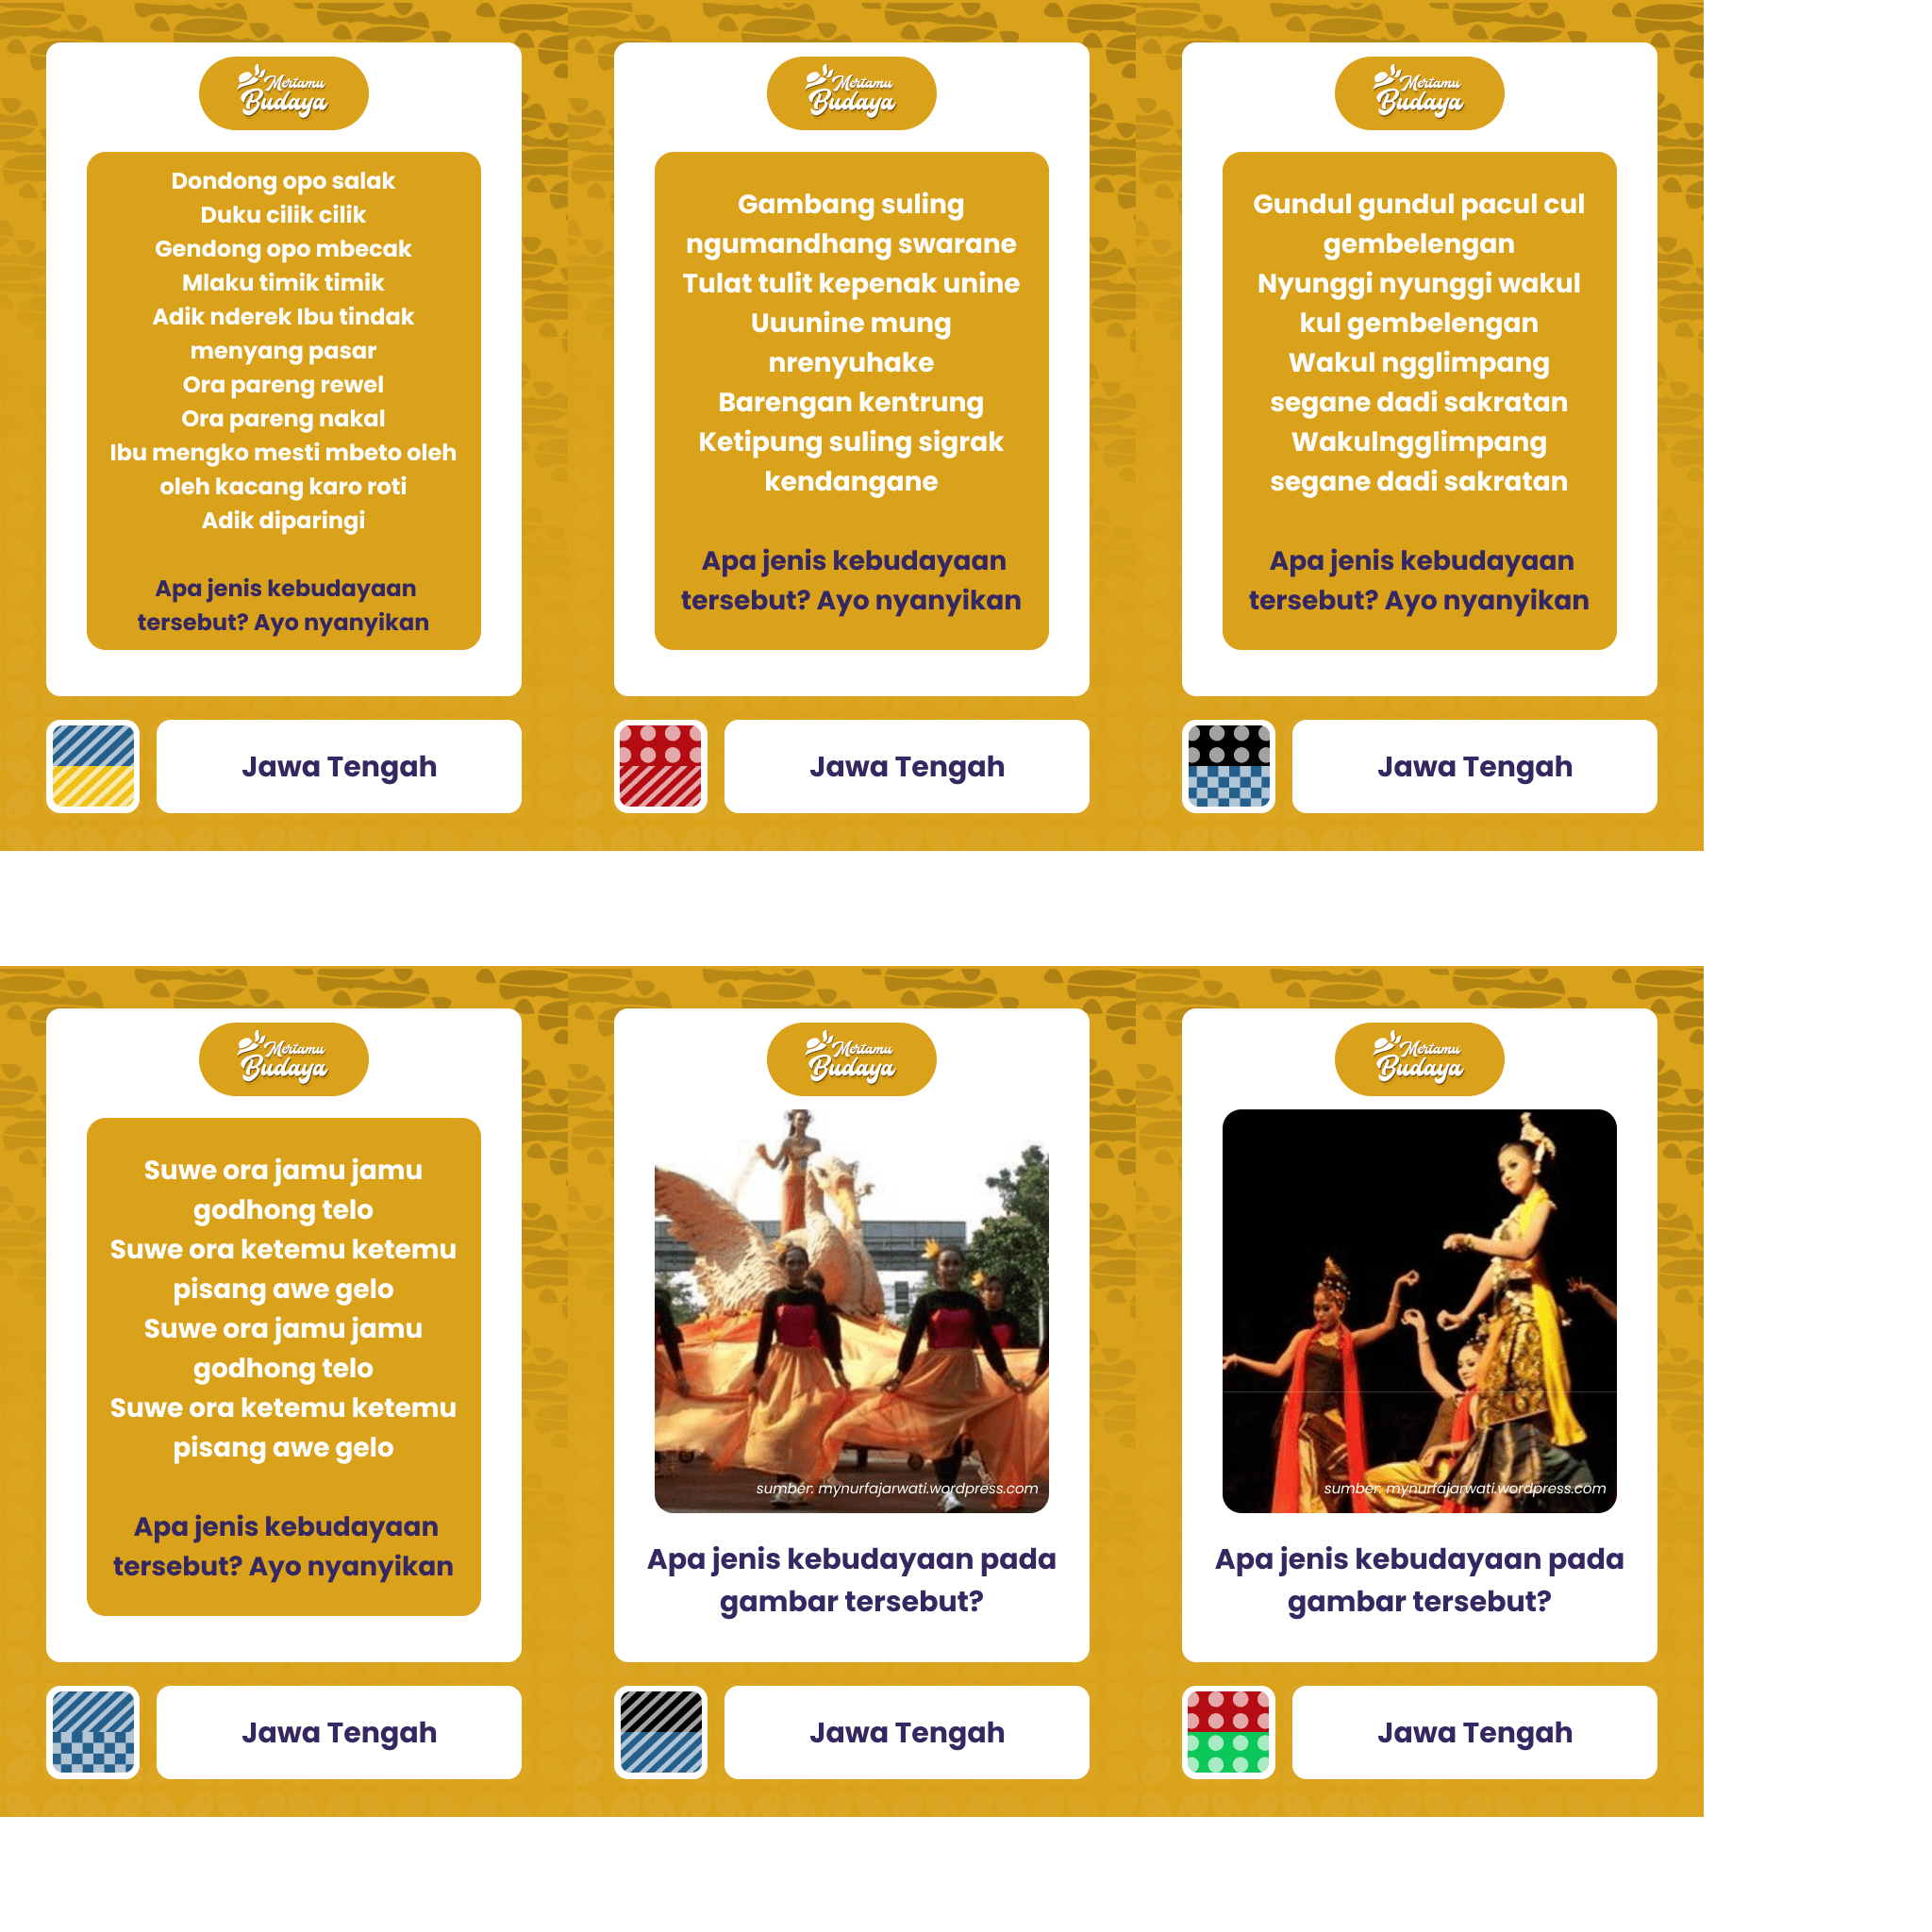 Mertamu
Budaya
Dondong opo salak
Duku cilik cilik
Gendong opo mbecak
Mlaku timik timik
Adik nderek Ibu tindak
menyang pasar
Ora pareng rewel
Ora pareng nakal
Ibu mengko mesti mbeto oleh
oleh kacang karo roti
Adik diparingi
Apa jenis kebudayaan
tersebut? Ayo nyanyikan
Jawa Tengah
Mertamu
Budaya
Gambang suling
ngumandhang swarane
Tulat tulit kepenak unine
Uuunine mung
nrenyuhake
Barengan kentrung
Ketipung suling sigrak
kendangane
Apa jenis kebudayaan
tersebut? Ayo nyanyikan
Jawa Tengah
Mertamu
Budaya
Gundul gundul pacul cul
gembelengan
Nyunggi nyunggi wakul
kul gembelengan
Wakul ngglimpang
segane dadi sakratan
Wakulngglimpang
segane dadi sakratan
Apa jenis kebudayaan
tersebut? Ayo nyanyikan
Jawa Tengah
Mertamu
Budaya
Suwe ora jamu jamu
godhong telo
Suwe ora ketemu ketemu
pisang awe gelo
Suwe ora jamu jamu
godhong telo
Suwe ora ketemu ketemu
pisang awe gelo
Apa jenis kebudayaan
tersebut? Ayo nyanyikan
Jawa Tengah
Mertamu
Budaya
sumber: mynurfajarwati.wordpress.com
Apa jenis kebudayaan pada
gambar tersebut?
Jawa Tengah
Mertamu
Budaya
sumber: mynurfajarwati.wordpress.com
Apa jenis kebudayaan pada
gambar tersebut?
Jawa Tengah